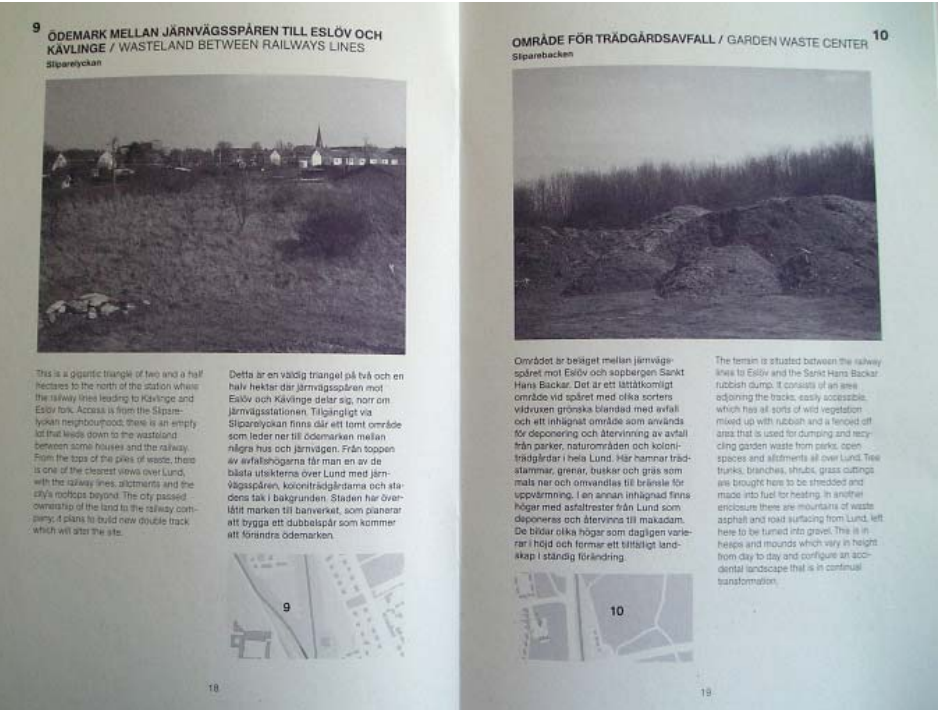 9
ÖDEMARK MELLAN JÄRNVÄGSSPÅREN TILL ESLÖV OCH
KÄVLINGE / WASTELAND BETWEEN RAILWAYS LINES
Sliparelyckan
This is a gigantic triangle of two and a half
hectares to the north of the station where
the railway lines leading to Kävlinge and
Eslöv fork. Access is from the Slipare-
lyckan neighbourhood; there is an empty
lot that leads down to the wasteland
between some houses and the railway.
From the tops of the piles of waste, there
is one of the clearest views over Lund,
with the railway lines, allotments and the
city's rooftops beyond. The city passed
ownership of the land to the railway com-
pany; it plans to build new double track
which will alter the site.
Detta är en väldig triangel på två och en
halv hektar där järnvägsspåren mot
Eslöv och Kävlinge delar sig, norr om
järnvägsstationen. Tillgängligt via
Sliparelyckan finns där ett tomt område
som leder ner till ödemarken mellan
några hus och järnvägen. Från toppen
av avfallshögarna får man en av de
bästa utsikterna över Lund med järn-
vägsspåren, koloniträdgårdarna och sta-
dens tak i bakgrunden. Staden har över-
låtit marken till banverket, som planerar
att bygga ett dubbelspår som kommer
att förändra ödemarken.
9
18
OMRÅDE FÖR TRÄDGÅRDSAVFALL / GARDEN WASTE CENTER 10
Sliparebacken
Området är beläget mellan järnvägs-
spåret mot Eslöv och sopbergen Sankt
Hans Backar. Det är ett lättåtkomligt
område vid spåret med olika sorters
vildvuxen grönska blandad med avfall
och ett inhägnat område som används
för deponering och återvinning av avfall
från parker, naturområden och koloni-
trädgårdar i hela Lund. Här hamnar träd-
stammar, grenar, buskar och gräs som
mals ner och omvandlas till bränsle för
uppvärmning. I en annan inhägnad finns
högar med asfaltrester från Lund som
deponeras och återvinns till makadam.
De bildar olika högar som dagligen varie-
rar i höjd och formar ett tillfälligt land-
skap i ständig förändring.
The terrain is situated between the railway
lines to Eslöv and the Sankt Hans Backar
rubbish dump. It consists of an area
adjoining the tracks, easily accessible,
which has all sorts of wild vegetation
mixed up with rubbish and a fenced off
area that is used for dumping and recy-
cling garden waste from parks, open
spaces and allotments all over Lund. Tree
trunks, branches, shrubs, grass cuttings
are brought here to be shredded and
made into fuel for heating. In another
enclosure there are mountains of waste
asphalt and road surfacing from Lund, left
here to be turned into gravel. This is in
heaps and mounds which vary in height
from day to day and configure an acci-
dental landscape that is in continual
transformation.
10
19